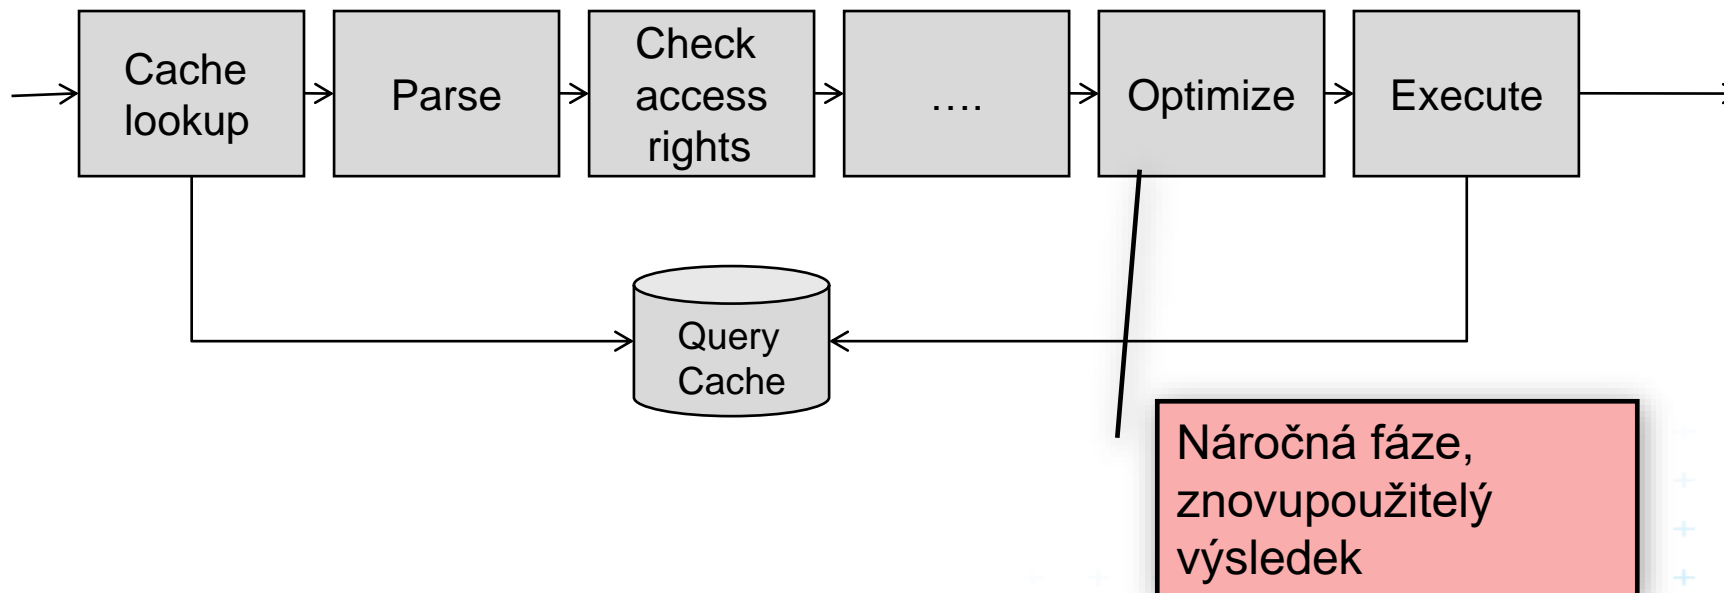 Cache
lookup
Parse
Check
access
rights
....
Optimize
Execute
Query
Cache
Náročná fáze,
znovupoužitelý
výsledek